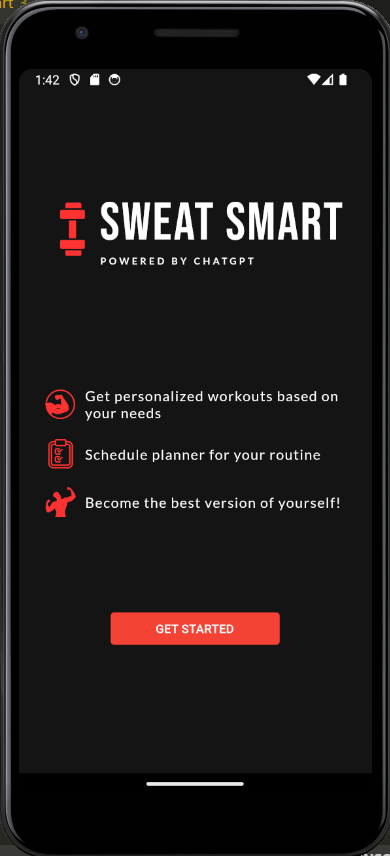 1:42
SWEAT SMART
POWERED BY CHATGPT
Get personalized workouts based on
your needs
Schedule planner for your routine
Become the best version of yourself!
GET STARTED